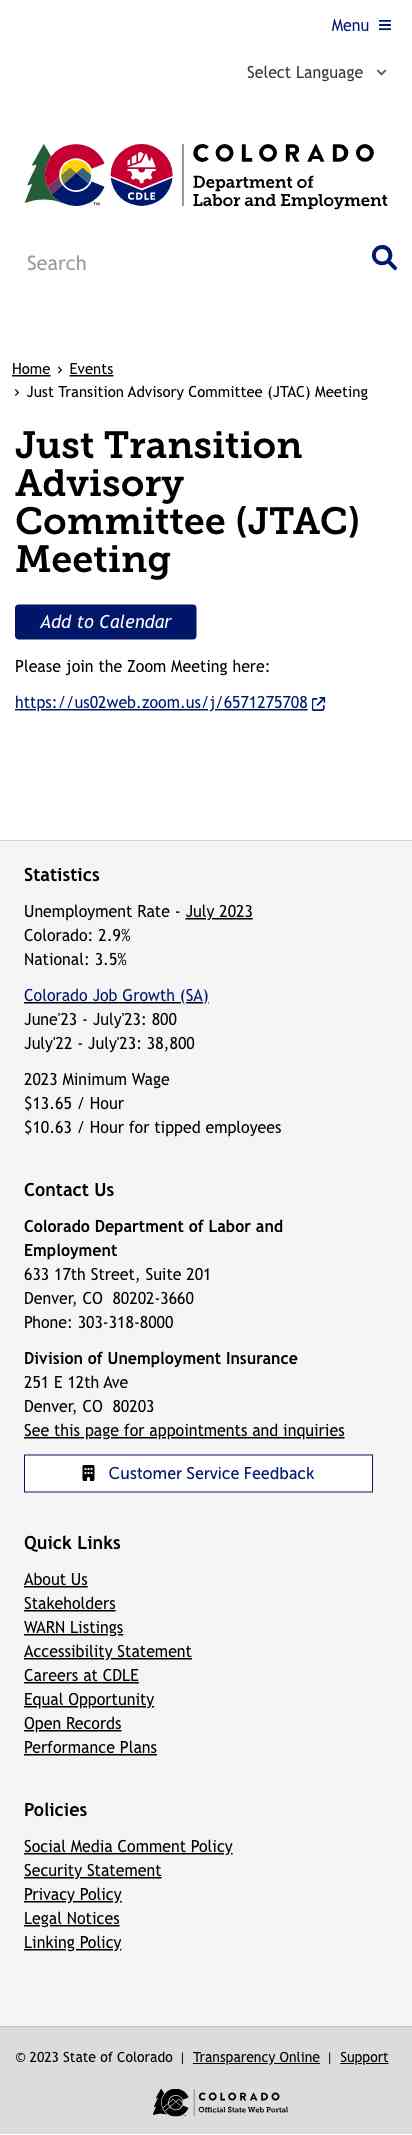 Menu
Select Language
CDLE
TM
COLORADO
Department of
Labor and Employment
Search
Home › Events
› Just Transition Advisory Committee (JTAC) Meeting
Just Transition
Advisory
Committee (JTAC)
Meeting
Add to Calendar
Please join the Zoom Meeting here:
https://us02web.zoom.us/j/6571275708
Statistics
Unemployment Rate - July 2023
Colorado: 2.9%
National: 3.5%
Colorado Job Growth (SA)
June'23 - July'23: 800
July'22 - July'23: 38,800
2023 Minimum Wage
$13.65 / Hour
$10.63 / Hour for tipped employees
Contact Us
Colorado Department of Labor and
Employment
633 17th Street, Suite 201
Denver, CO  80202-3660
Phone: 303-318-8000
Division of Unemployment Insurance
251 E 12th Ave
Denver, CO  80203
See this page for appointments and inquiries
Customer Service Feedback
Quick Links
About Us
Stakeholders
WARN Listings
Accessibility Statement
Careers at CDLE
Equal Opportunity
Open Records
Performance Plans
Policies
Social Media Comment Policy
Security Statement
Privacy Policy
Legal Notices
Linking Policy
© 2023 State of Colorado | Transparency Online | Support
COLORADO
Official State Web Portal